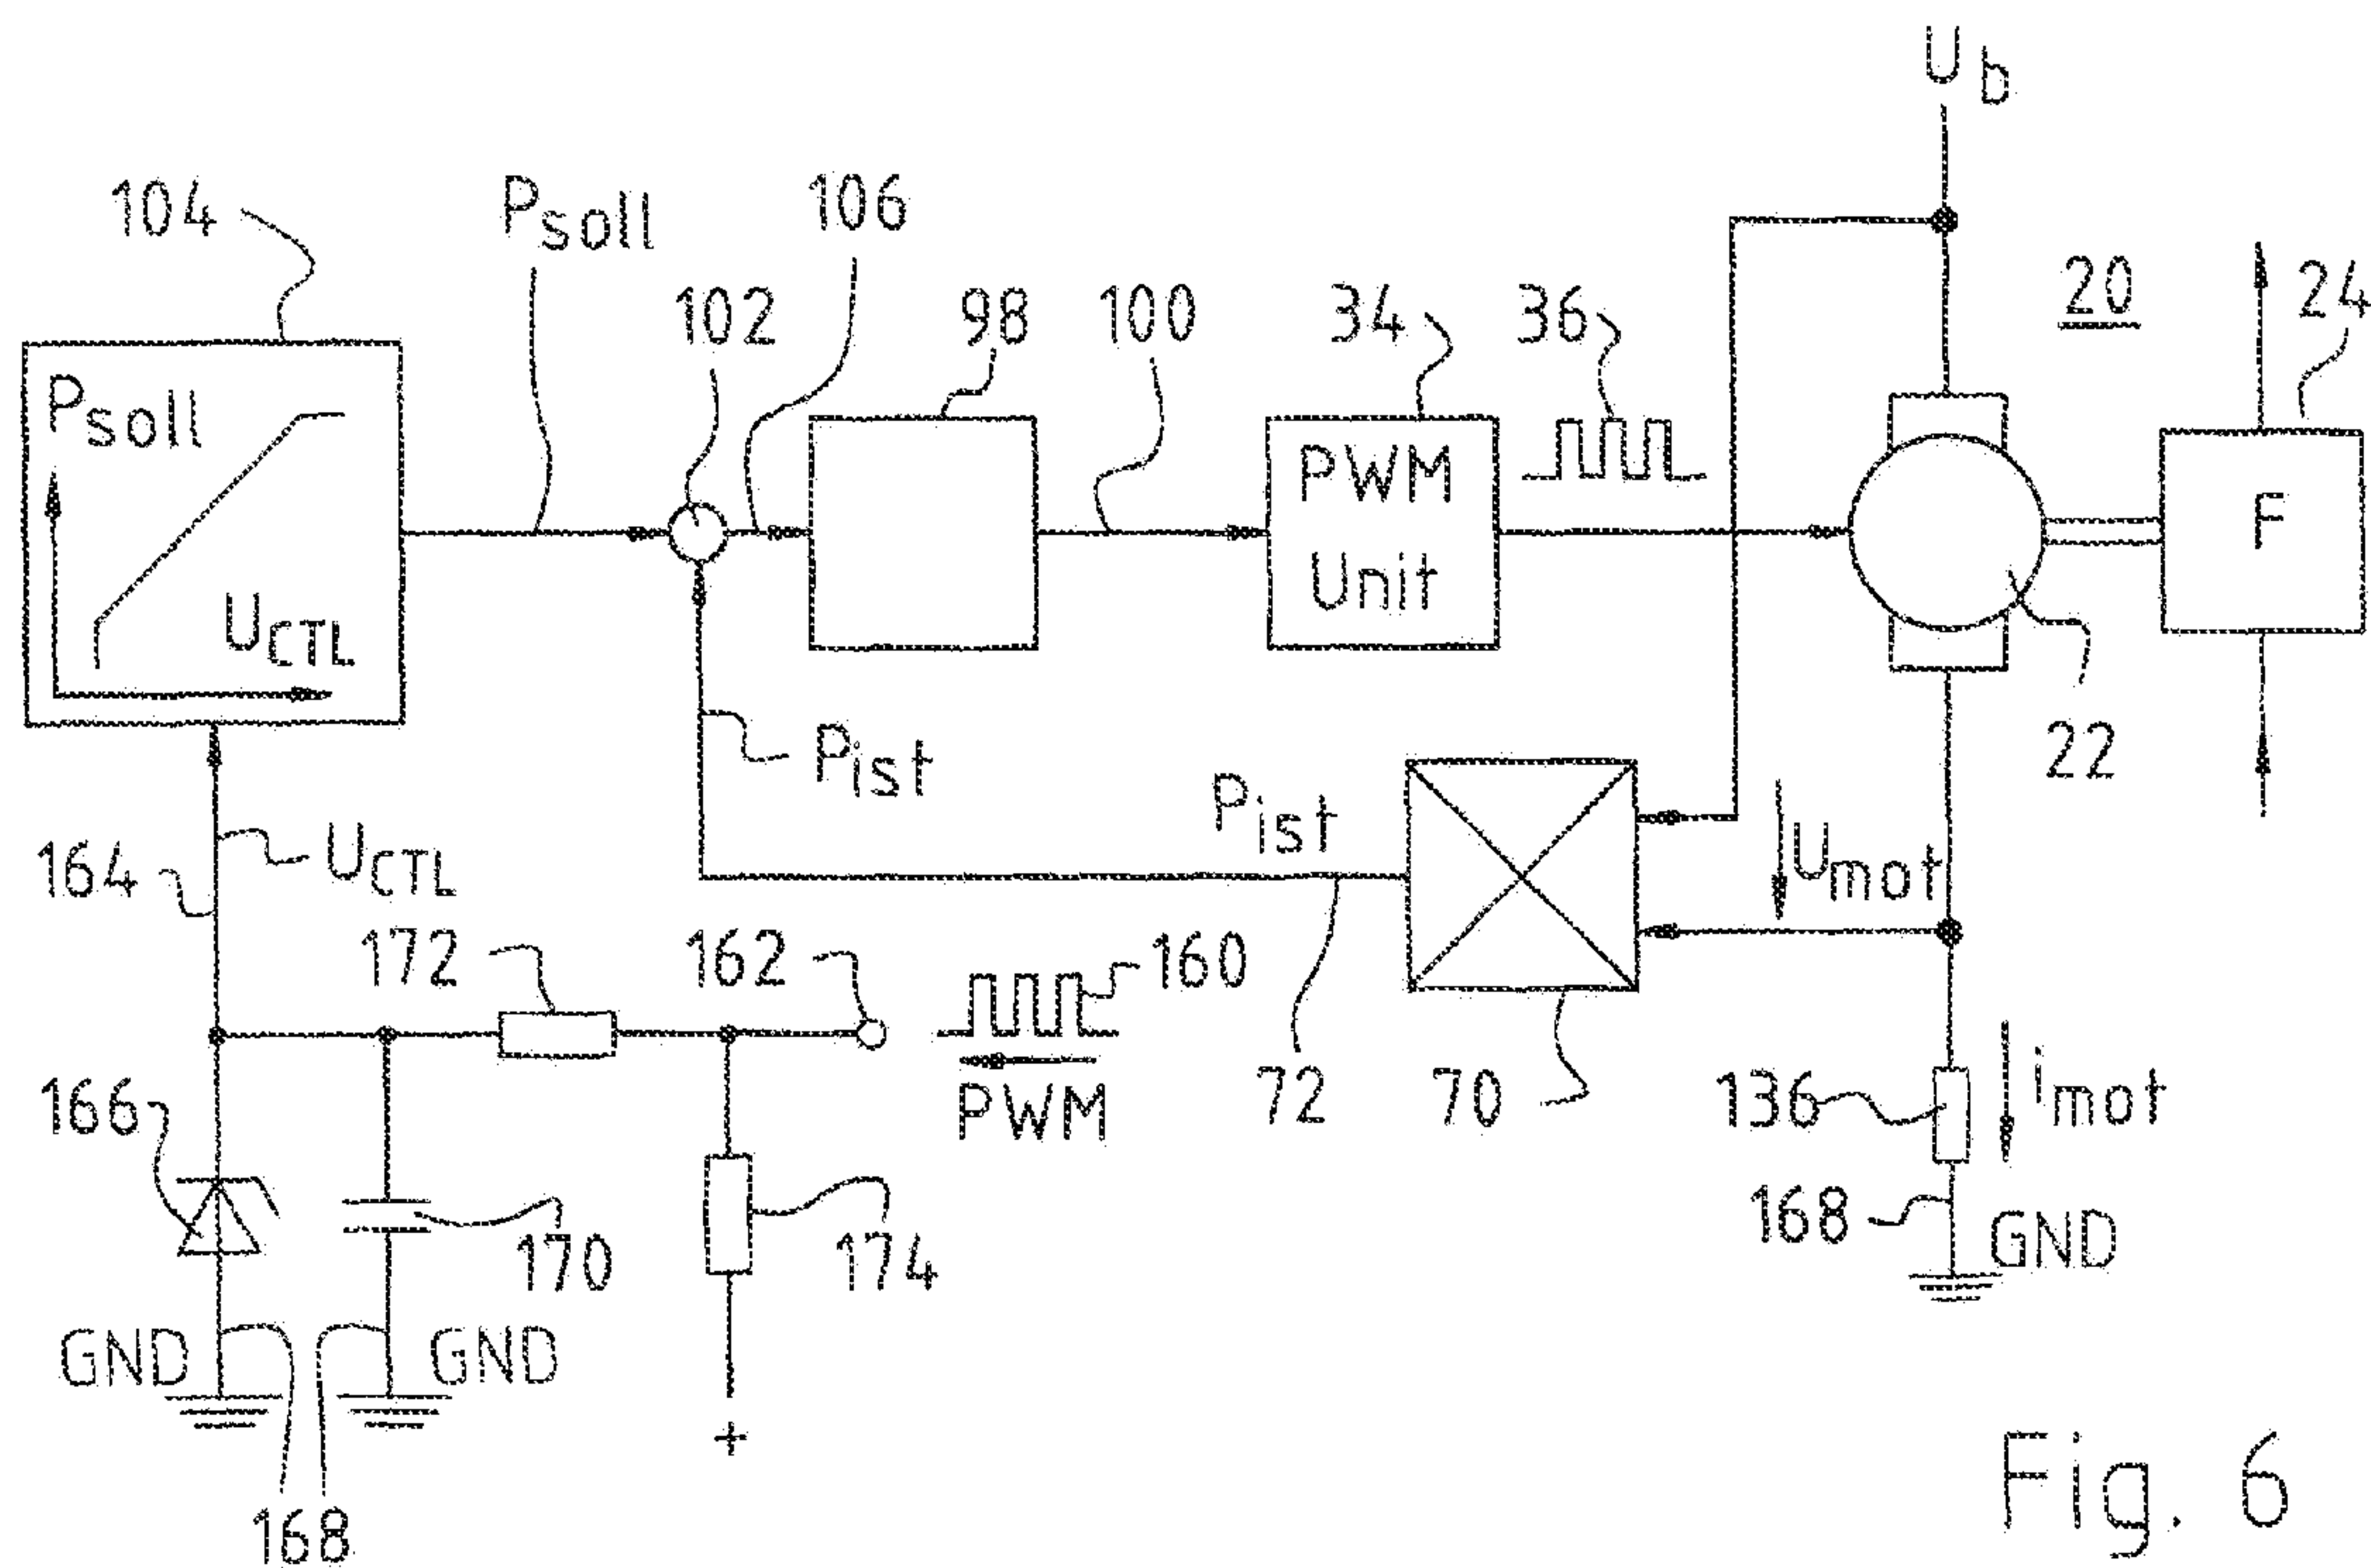 U_b
104
P_soll
106
102
98
100
34
36
20
24
P_soll
U_CTL
PWM
Unit
F
22
P_ist
P_ist
U_mot
164
U_CTL
172
162
160
PWM
72
70
136
i_mot
166
170
174
168
GND
GND
GND
+
168
Fig. 6